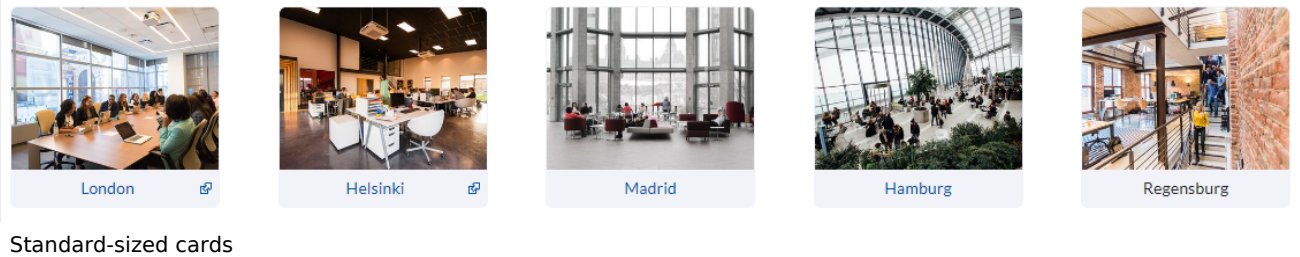 London
Helsinki
Madrid
Hamburg
Regensburg
Standard-sized cards